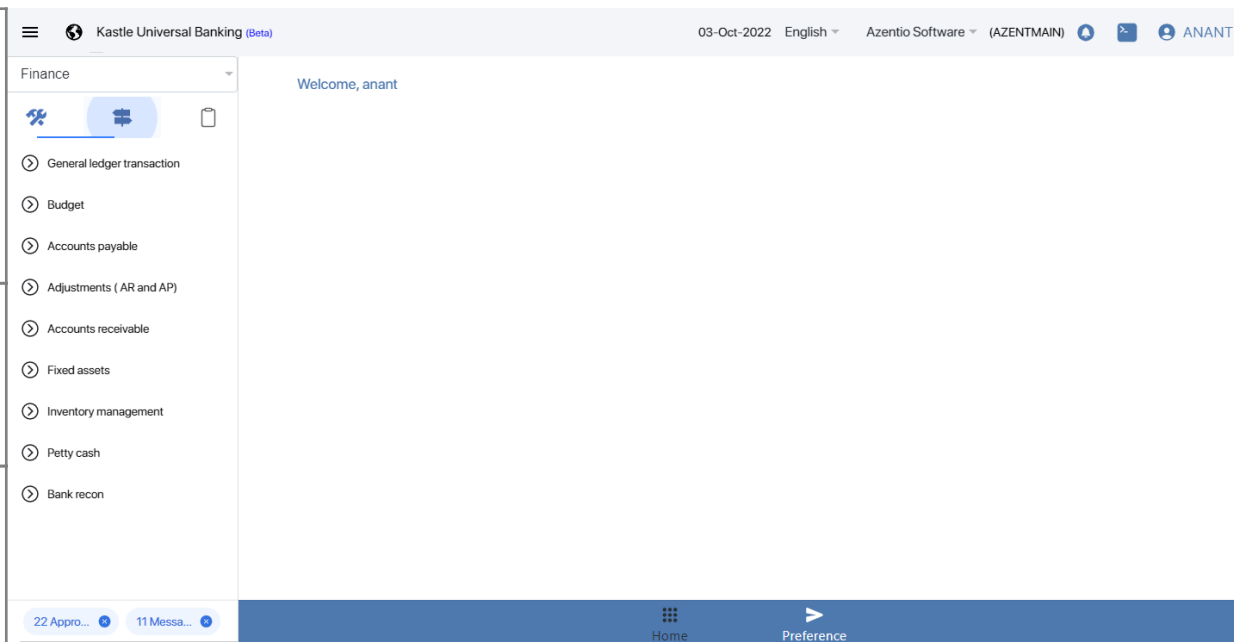 Kastle Universal Banking (Beta)
03-Oct-2022 English Azentio Software (AZENTMAIN) ANANT
Finance
Welcome, anant
General ledger transaction
Budget
Accounts payable
Adjustments ( AR and AP)
Accounts receivable
Fixed assets
Inventory management
Petty cash
Bank recon
22 Appro... 11 Messa...
Home Preference